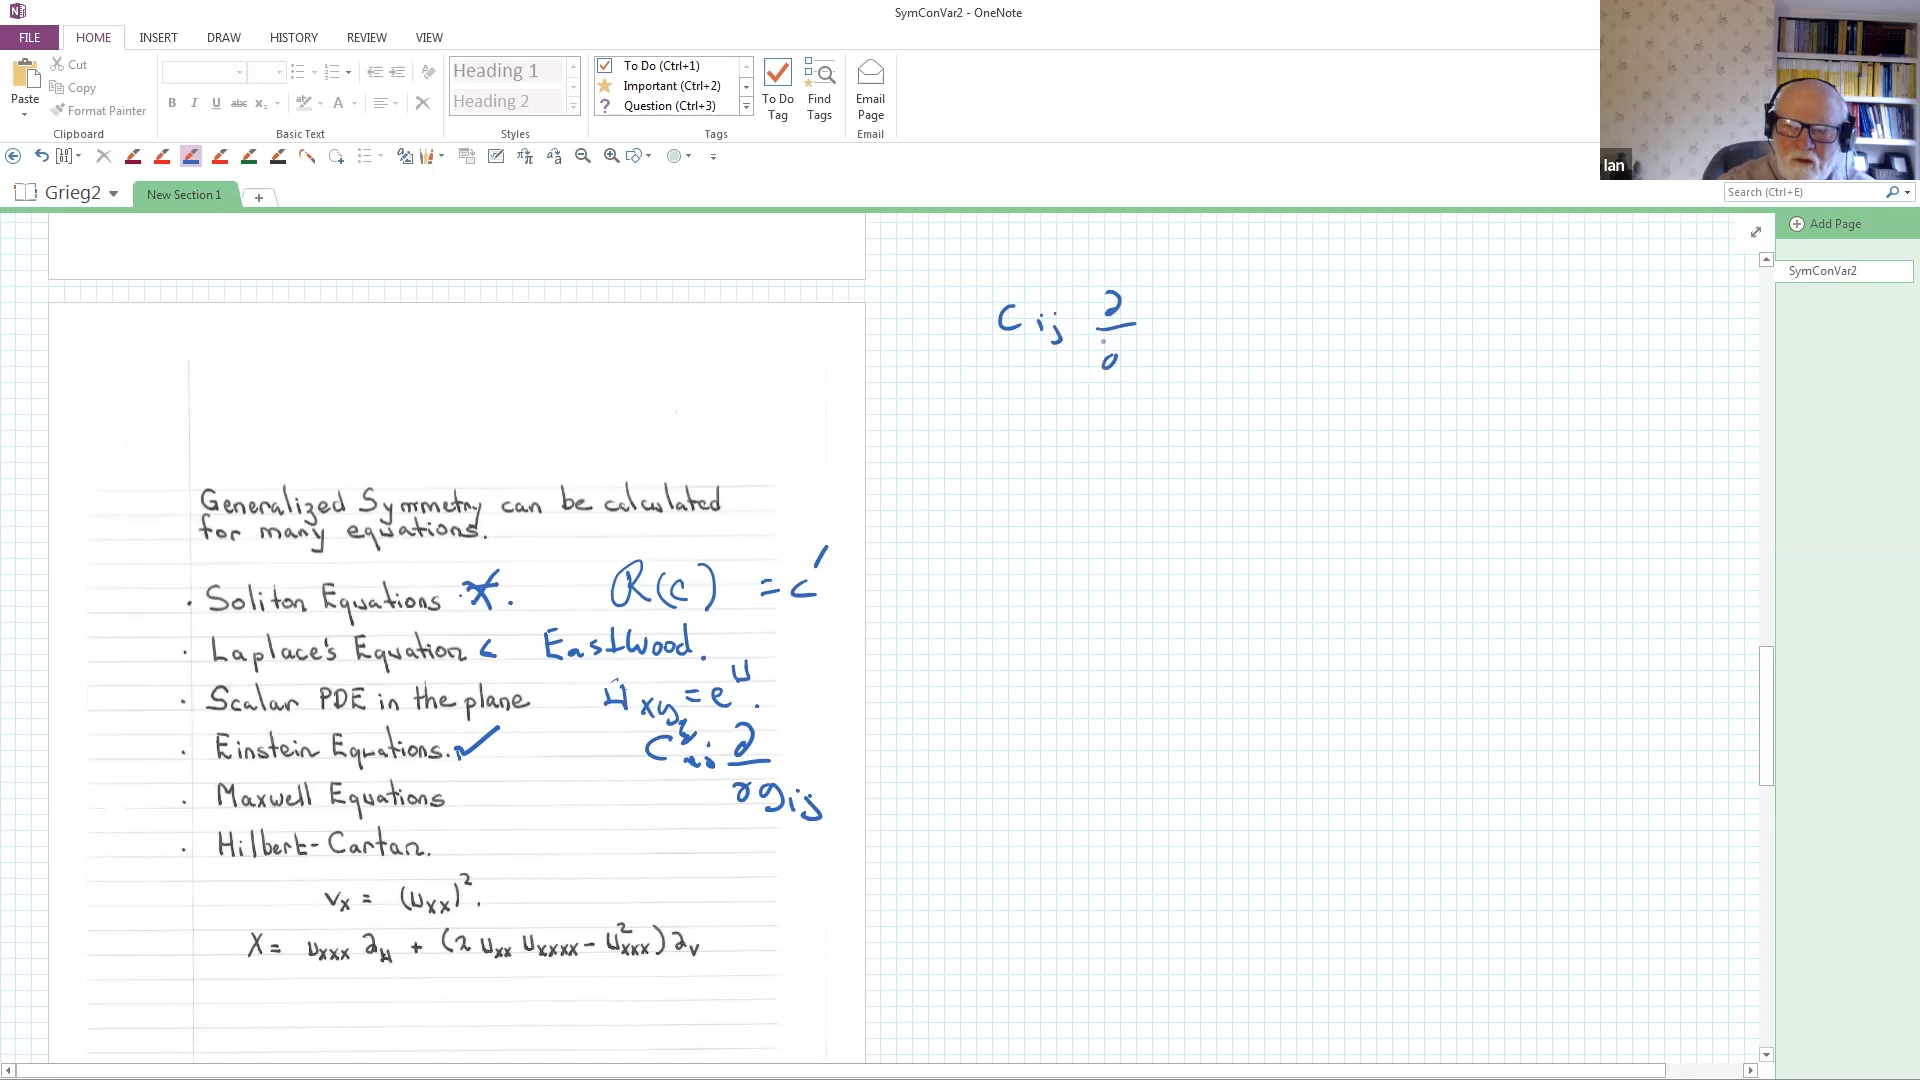 SymConVar2 - OneNote
FILE HOME INSERT DRAW HISTORY REVIEW VIEW
Paste
Cut
Copy
Format Painter
Clipboard
B I U abc x₂ A
Basic Text
Heading 1
Heading 2
Styles
To Do (Ctrl+1)
Important (Ctrl+2)
Question (Ctrl+3)
To Do Tag
Find Tags
Tags
Email Page
Email
Ian
Grieg2
New Section 1
Search (Ctrl+E)
Add Page
SymConVar2
C ij ∂
Generalized Symmetry can be calculated
for many equations.
· Soliton Equations R(c) = c'
· Laplace's Equation < Eastwood.
· Scalar PDE in the plane u_xy = e^u.
· Einstein Equations. ✓
∂g_ij
· Maxwell Equations
· Hilbert-Cartan.
v_x = (u_xx)².
X = u_xxx ∂_u + (2 u_xx u_xxxx - u²_xxx) ∂_v